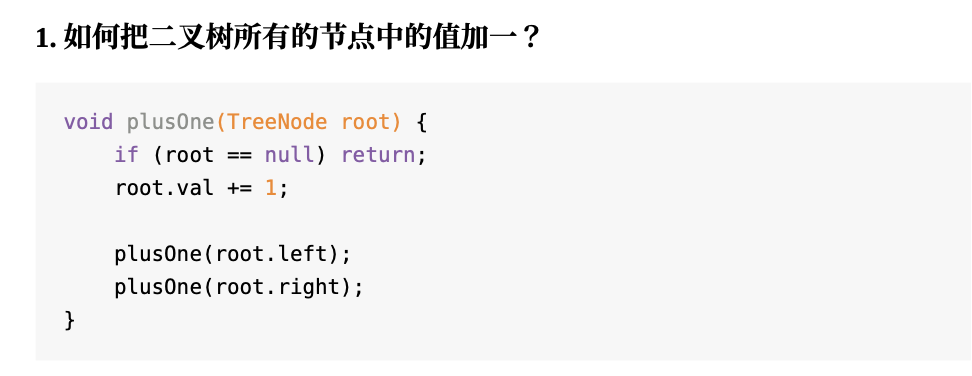 1. 如何把二叉树所有的节点中的值加一？
void plusOne(TreeNode root) {
    if (root == null) return;
    root.val += 1;

    plusOne(root.left);
    plusOne(root.right);
}